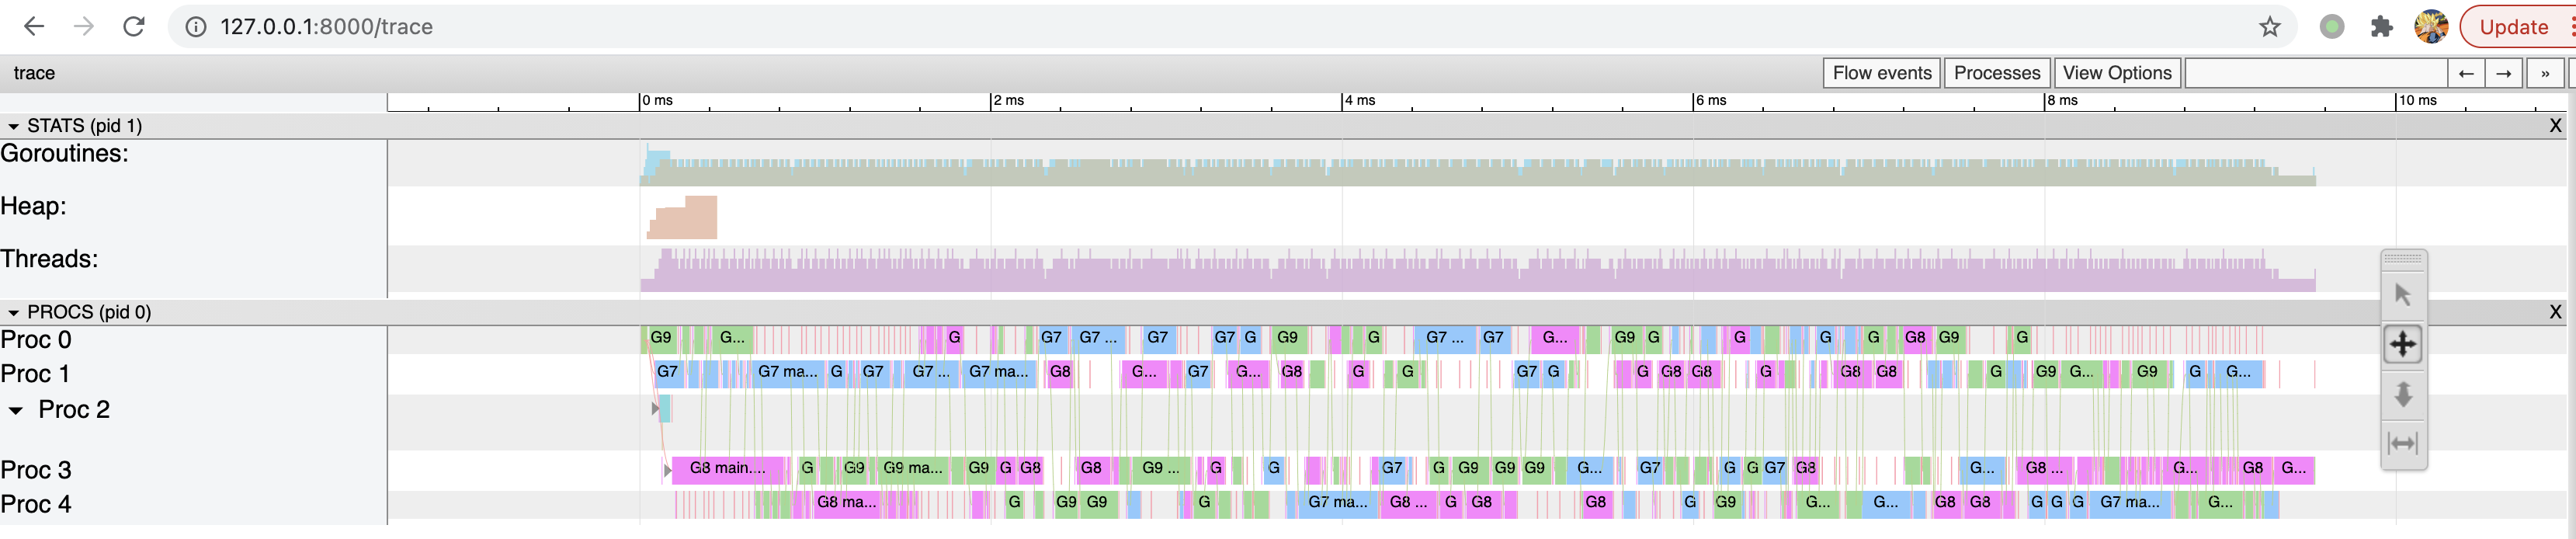 127.0.0.1:8000/trace Update
trace Flow events Processes View Options ← → »
0 ms 2 ms 4 ms 6 ms 8 ms 10 ms
STATS (pid 1) X
Goroutines:
Heap:
Threads:
PROCS (pid 0) X
Proc 0 G9 G... G G7 G7 ... G7 G7 G G9 G G7 ... G7 G... G9 G G G G G8 G9 G
Proc 1 G7 G7 ma... G G7 G7 ... G7 ma... G8 G... G7 G... G8 G G G7 G G G8 G8 G G8 G8 G G9 G... G9 G G...
Proc 2
Proc 3 G8 main.... G G9 G9 ma... G9 G G8 G8 G9 ... G G G7 G G9 G9 G9 G... G7 G G G7 G8 G... G8 ... G... G8 G...
Proc 4 G8 ma... G G9 G9 G G7 ma... G8 ... G G8 G8 G G9 G... G... G8 G8 G G G G7 ma... G...